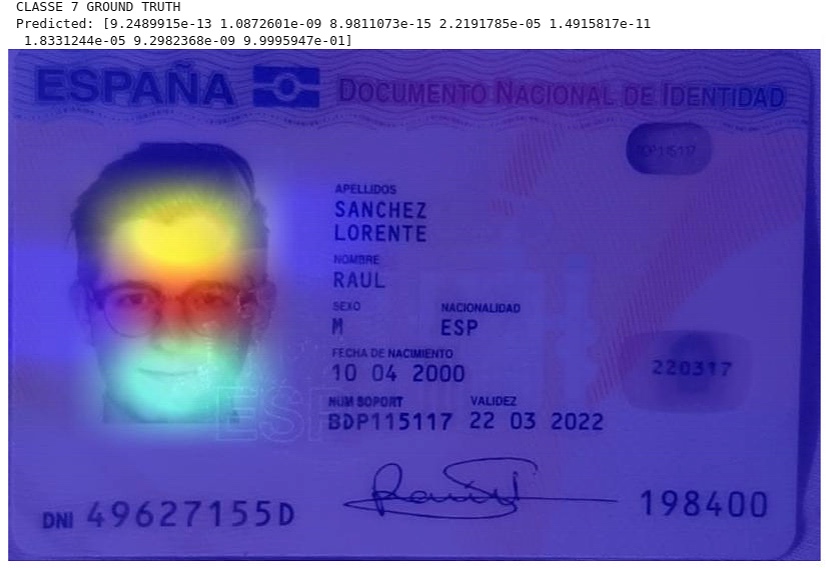 CLASSE 7 GROUND TRUTH
Predicted: [9.2489915e-13 1.0872601e-09 8.9811073e-15 2.2191785e-05 1.4915817e-11
1.8331244e-05 9.2982368e-09 9.9995947e-01]
ESPAÑA DOCUMENTO NACIONAL DE IDENTIDAD
APELLIDOS
SANCHEZ
LORENTE
NOMBRE
RAUL
SEXO NACIONALIDAD
M ESP
FECHA DE NACIMIENTO
10 04 2000
NUM SOPORT VALIDEZ
BDP115117 22 03 2022
220317
ESP
DNI 49627155D
198400